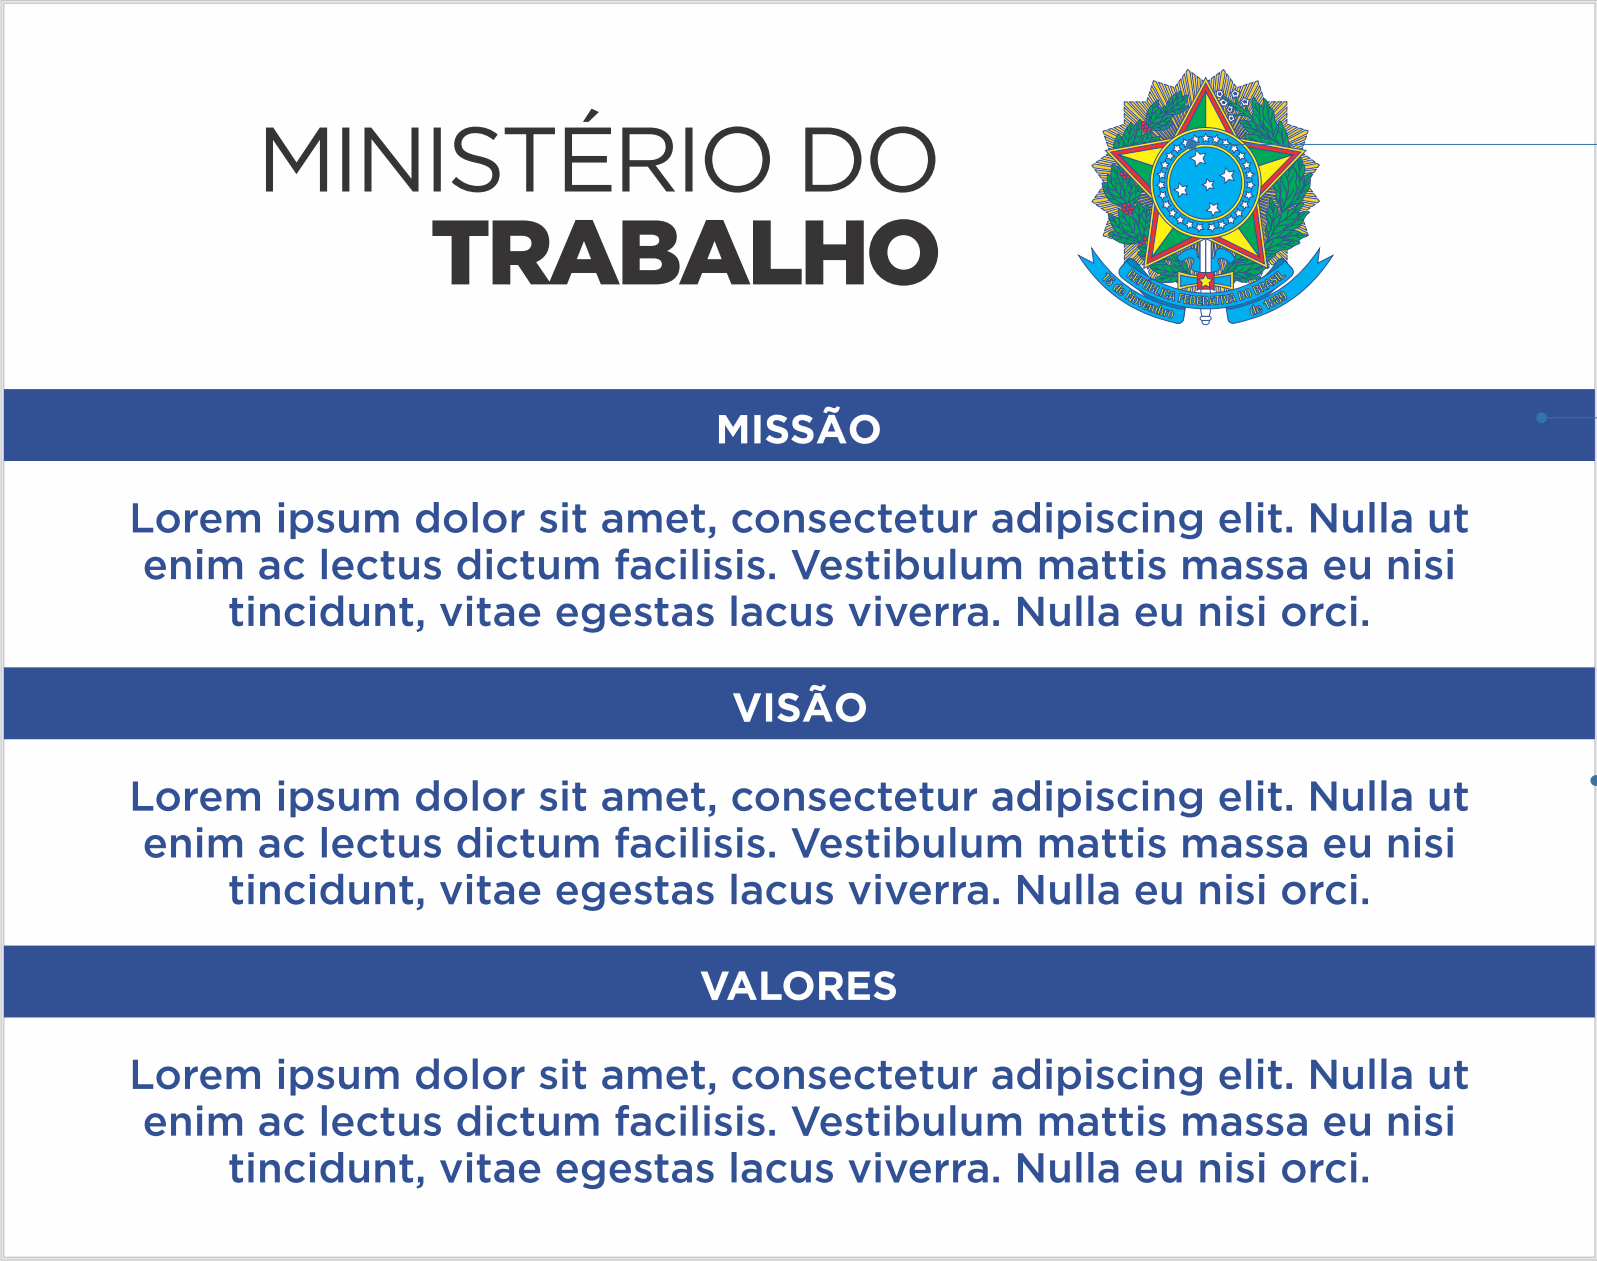 MINISTÉRIO DO
TRABALHO
REPÚBLICA FEDERATIVA DO BRASIL
15 de Novembro
de 1889
MISSÃO
Lorem ipsum dolor sit amet, consectetur adipiscing elit. Nulla ut
enim ac lectus dictum facilisis. Vestibulum mattis massa eu nisi
tincidunt, vitae egestas lacus viverra. Nulla eu nisi orci.
VISÃO
Lorem ipsum dolor sit amet, consectetur adipiscing elit. Nulla ut
enim ac lectus dictum facilisis. Vestibulum mattis massa eu nisi
tincidunt, vitae egestas lacus viverra. Nulla eu nisi orci.
VALORES
Lorem ipsum dolor sit amet, consectetur adipiscing elit. Nulla ut
enim ac lectus dictum facilisis. Vestibulum mattis massa eu nisi
tincidunt, vitae egestas lacus viverra. Nulla eu nisi orci.